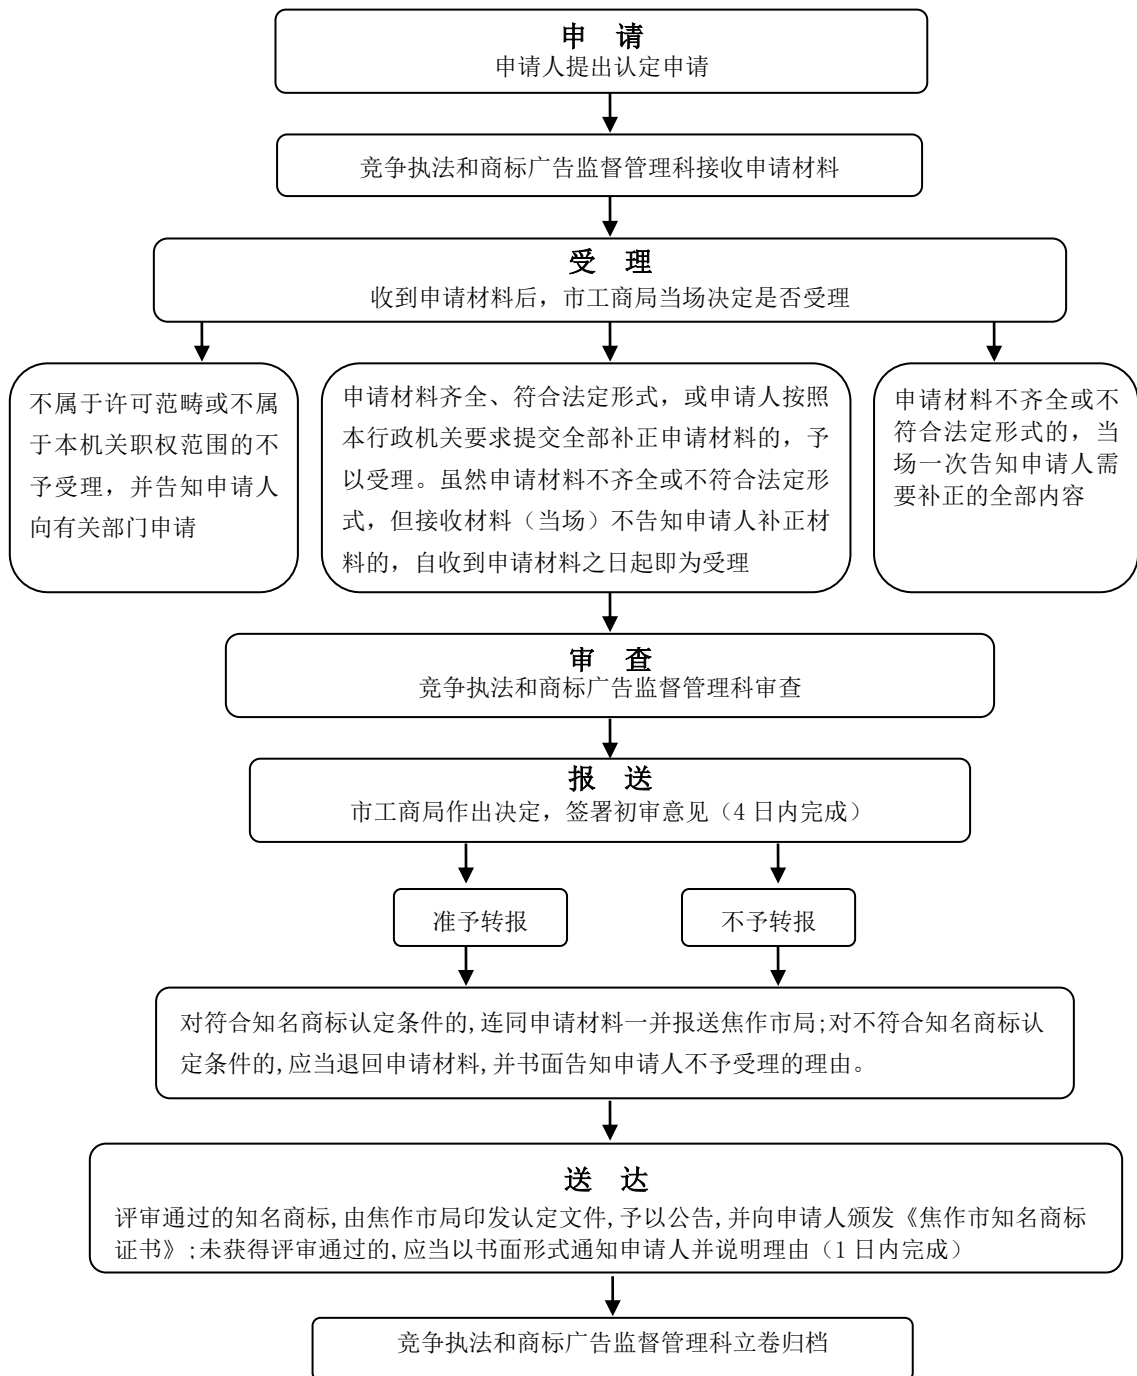 申 请
申请人提出认定申请
竞争执法和商标广告监督管理科接收申请材料
受 理
收到申请材料后，市工商局当场决定是否受理
不属于许可范畴或不属
于本机关职权范围的不
予受理，并告知申请人
向有关部门申请
申请材料齐全、符合法定形式，或申请人按照
本行政机关要求提交全部补正申请材料的，予
以受理。虽然申请材料不齐全或不符合法定形
式，但接收材料（当场）不告知申请人补正材
料的，自收到申请材料之日起即为受理
申请材料不齐全或不
符合法定形式的，当
场一次告知申请人需
要补正的全部内容
审 查
竞争执法和商标广告监督管理科审查
报 送
市工商局作出决定，签署初审意见（4 日内完成）
准予转报
不予转报
对符合知名商标认定条件的,连同申请材料一并报送焦作市局;对不符合知名商标认
定条件的,应当退回申请材料,并书面告知申请人不予受理的理由。
送 达
评审通过的知名商标,由焦作市局印发认定文件,予以公告,并向申请人颁发《焦作市知名商标
证书》;未获得评审通过的,应当以书面形式通知申请人并说明理由（1 日内完成）
竞争执法和商标广告监督管理科立卷归档